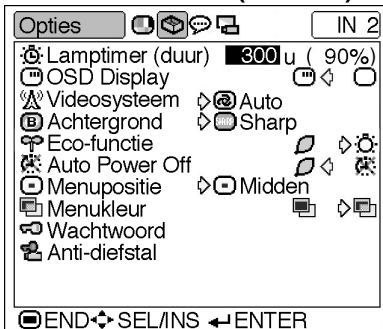 Opties IN 2
Lamptimer (duur) 300 u ( 90%)
OSD Display
Videosysteem Auto
B Achtergrond Sharp
Eco-functie
Auto Power Off
Menupositie Midden
Menukleur
Wachtwoord
Anti-diefstal
END SEL/INS ENTER